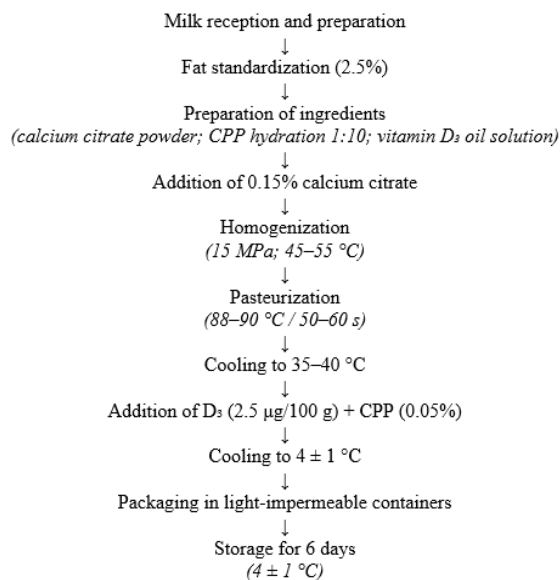 Milk reception and preparation
↓
Fat standardization (2.5%)
↓
Preparation of ingredients
(calcium citrate powder; CPP hydration 1:10; vitamin D₃ oil solution)
↓
Addition of 0.15% calcium citrate
↓
Homogenization
(15 MPa; 45–55 °C)
↓
Pasteurization
(88–90 °C / 50–60 s)
↓
Cooling to 35–40 °C
↓
Addition of D₃ (2.5 µg/100 g) + CPP (0.05%)
↓
Cooling to 4 ± 1 °C
↓
Packaging in light-impermeable containers
↓
Storage for 6 days
(4 ± 1 °C)